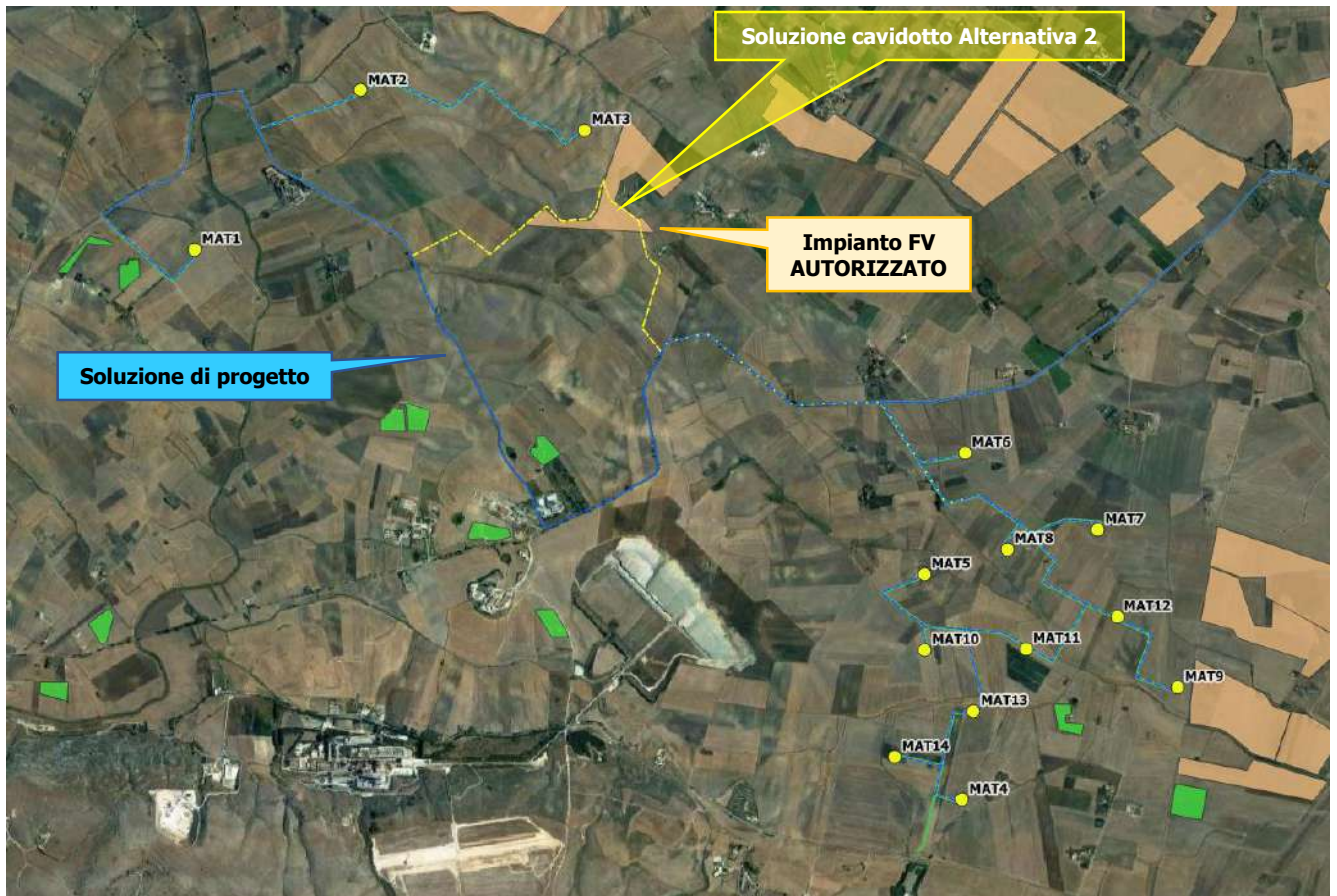 Soluzione cavidotto Alternativa 2
MAT2
MAT3
MAT1
Impianto FV
AUTORIZZATO
Soluzione di progetto
MAT6
MAT7
MAT8
MAT5
MAT12
MAT10
MAT11
MAT9
MAT13
MAT14
MAT4